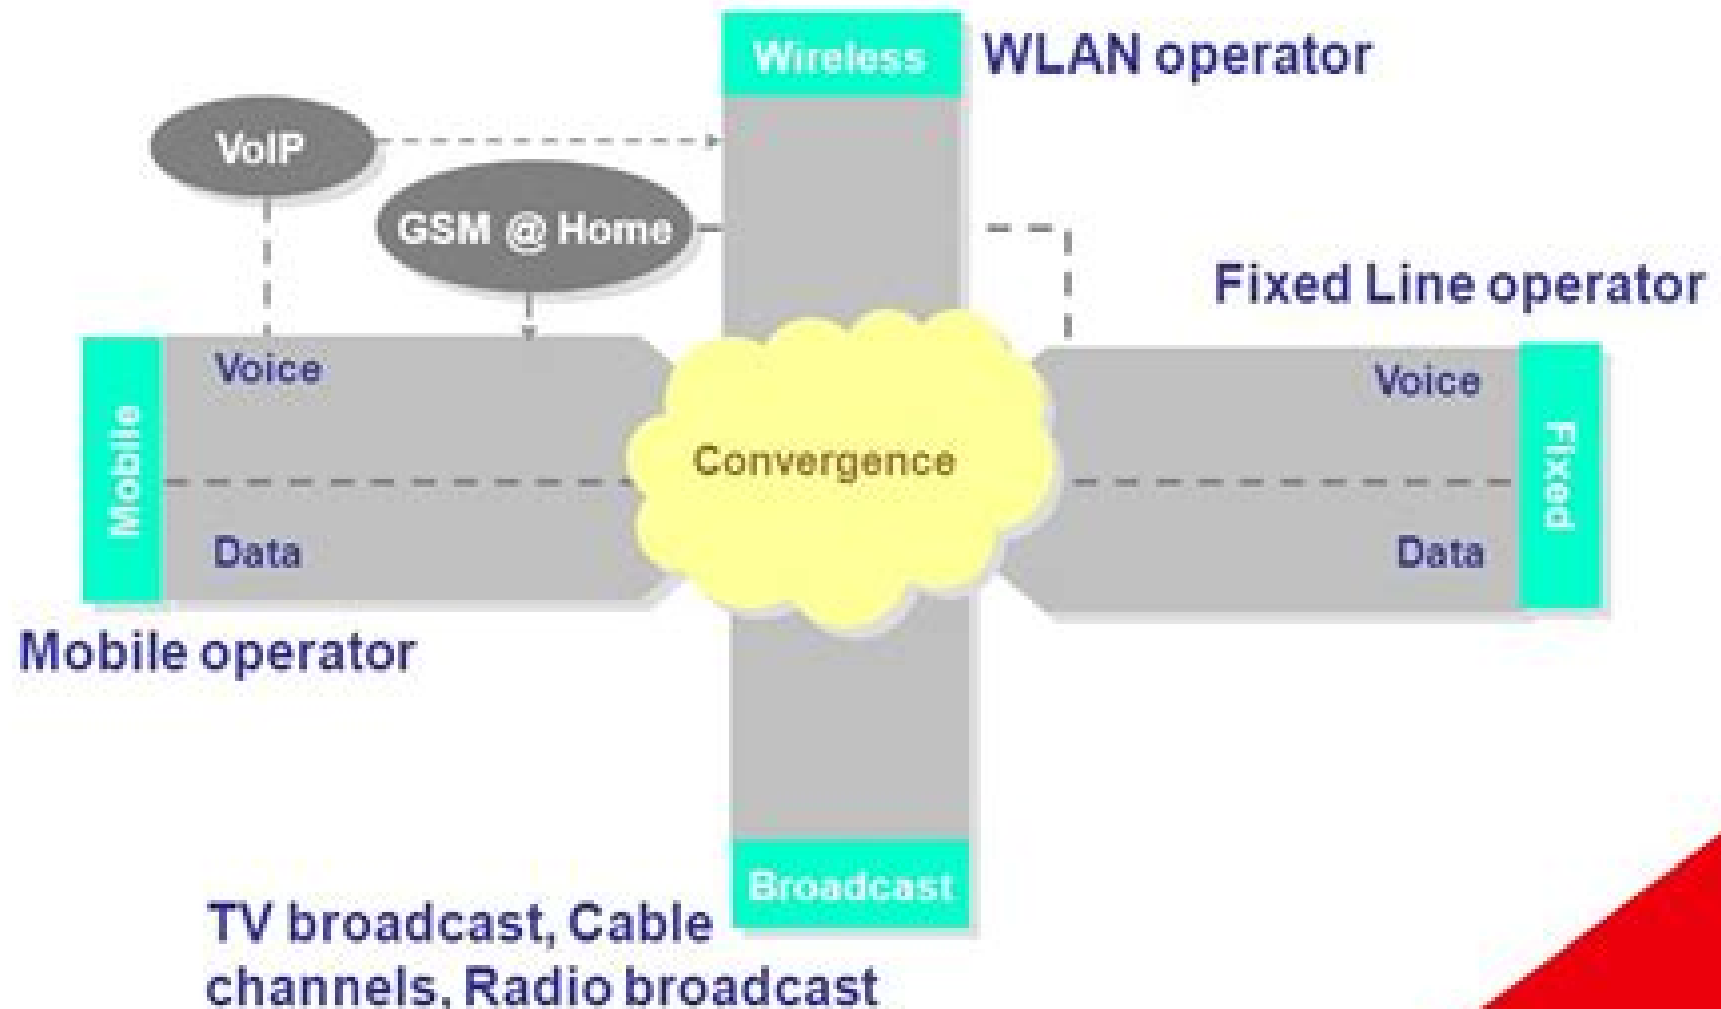 Wireless
WLAN operator
VoIP
GSM @ Home
Fixed Line operator
Voice
Voice
Mobile
Convergence
Fixed
Data
Data
Mobile operator
Broadcast
TV broadcast, Cable
channels, Radio broadcast